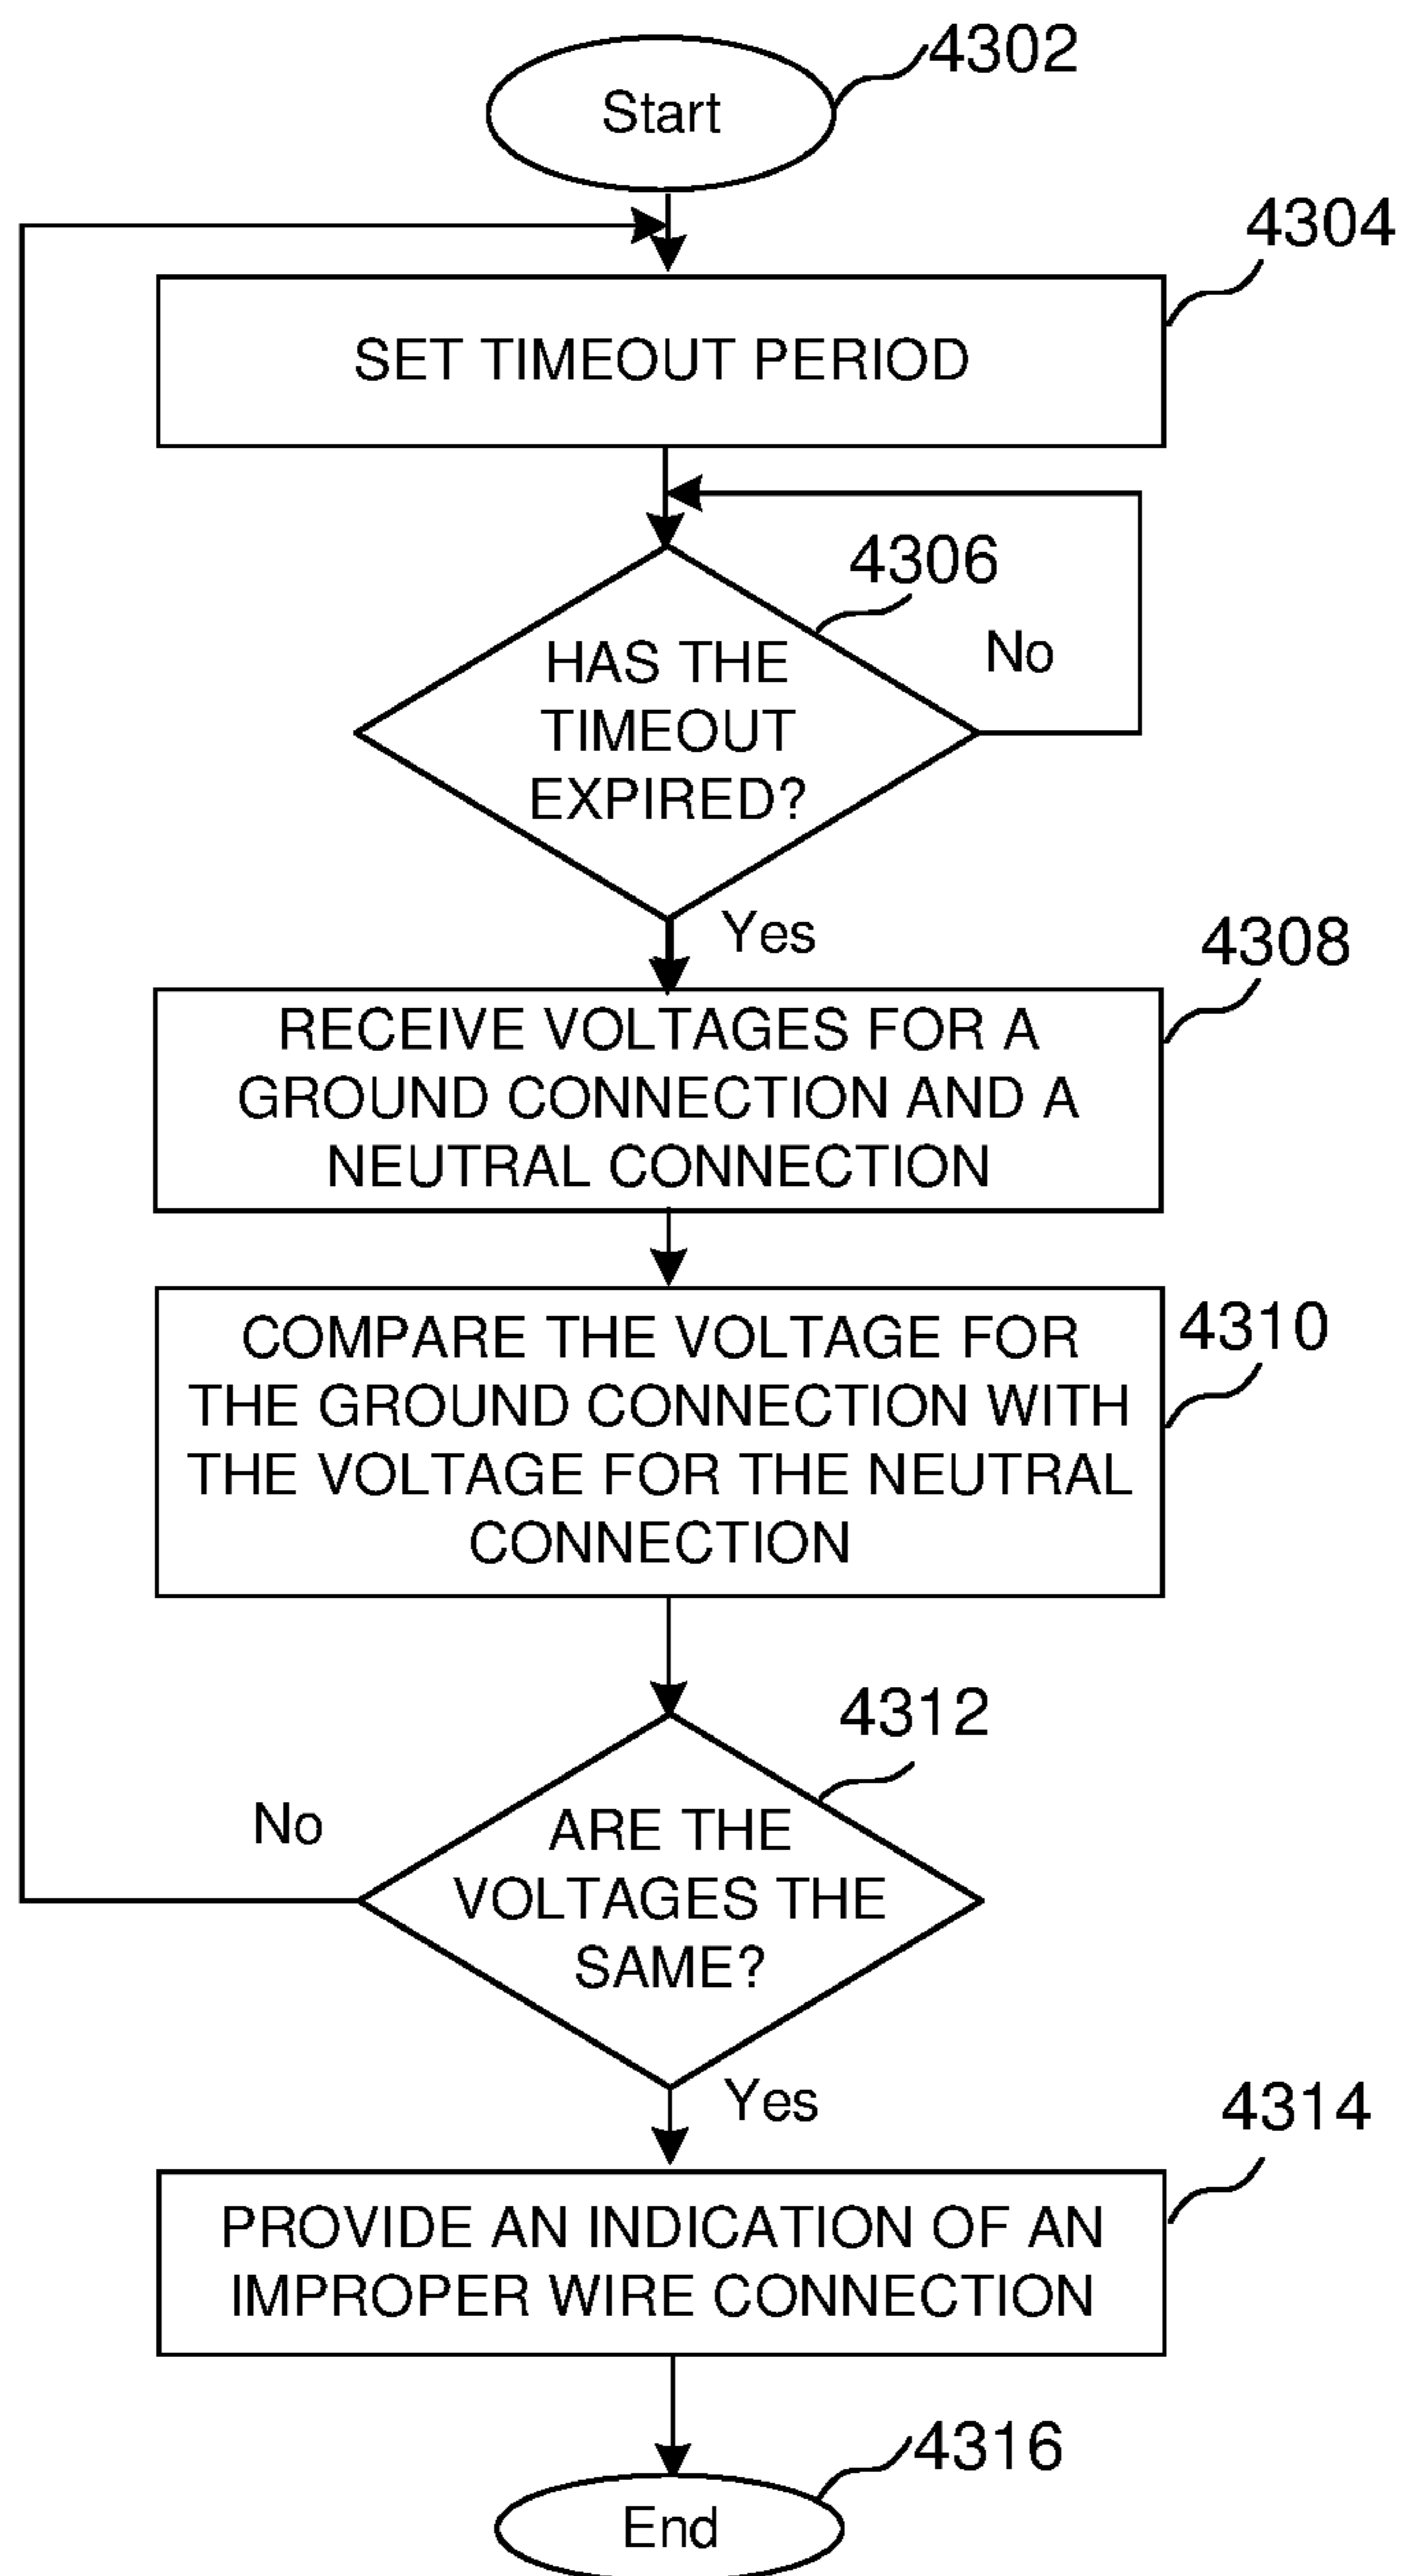 4302
Start
4304
SET TIMEOUT PERIOD
4306
HAS THE
TIMEOUT
EXPIRED?
No
Yes
4308
RECEIVE VOLTAGES FOR A
GROUND CONNECTION AND A
NEUTRAL CONNECTION
4310
COMPARE THE VOLTAGE FOR
THE GROUND CONNECTION WITH
THE VOLTAGE FOR THE NEUTRAL
CONNECTION
4312
No
ARE THE
VOLTAGES THE
SAME?
Yes
4314
PROVIDE AN INDICATION OF AN
IMPROPER WIRE CONNECTION
4316
End